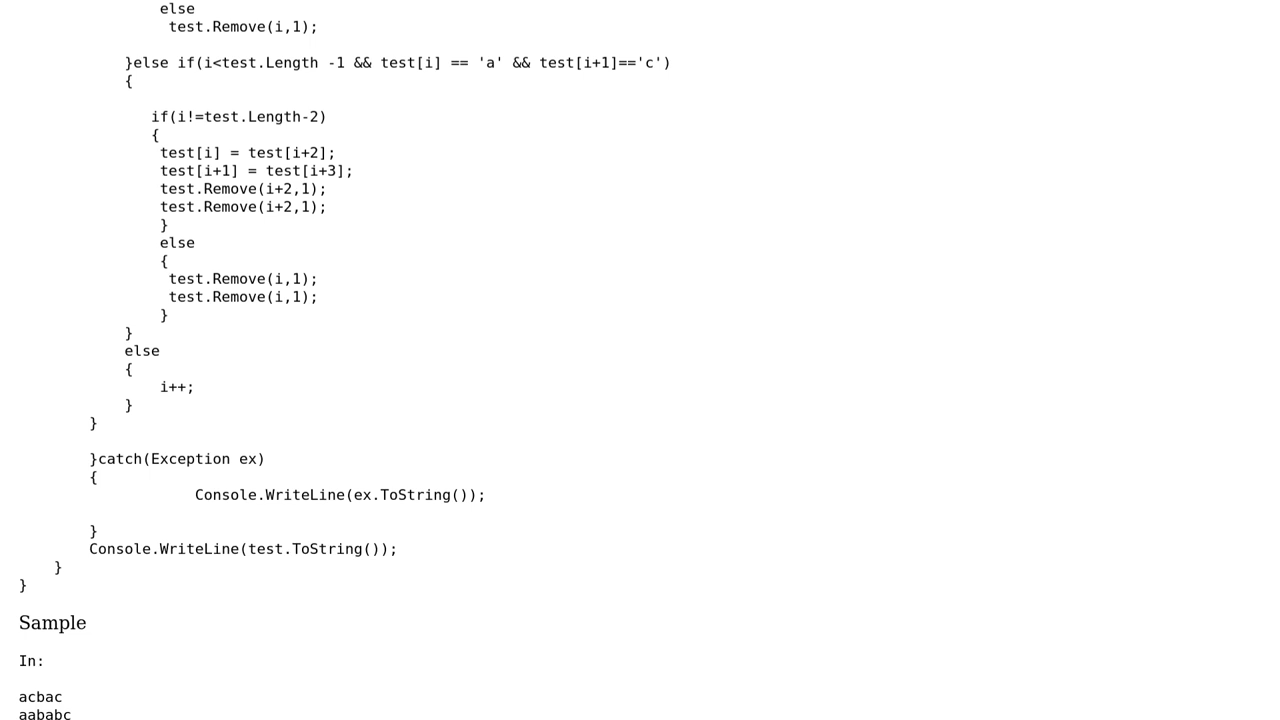 else
test.Remove(i,1);
}else if(i<test.Length -1 && test[i] == 'a' && test[i+1]=='c')
{
if(i!=test.Length-2)
{
test[i] = test[i+2];
test[i+1] = test[i+3];
test.Remove(i+2,1);
test.Remove(i+2,1);
}
else
{
test.Remove(i,1);
test.Remove(i,1);
}
}
else
{
i++;
}
}
}catch(Exception ex)
{
Console.WriteLine(ex.ToString());
}
Console.WriteLine(test.ToString());
}
}
Sample
In:
acbac
aababc